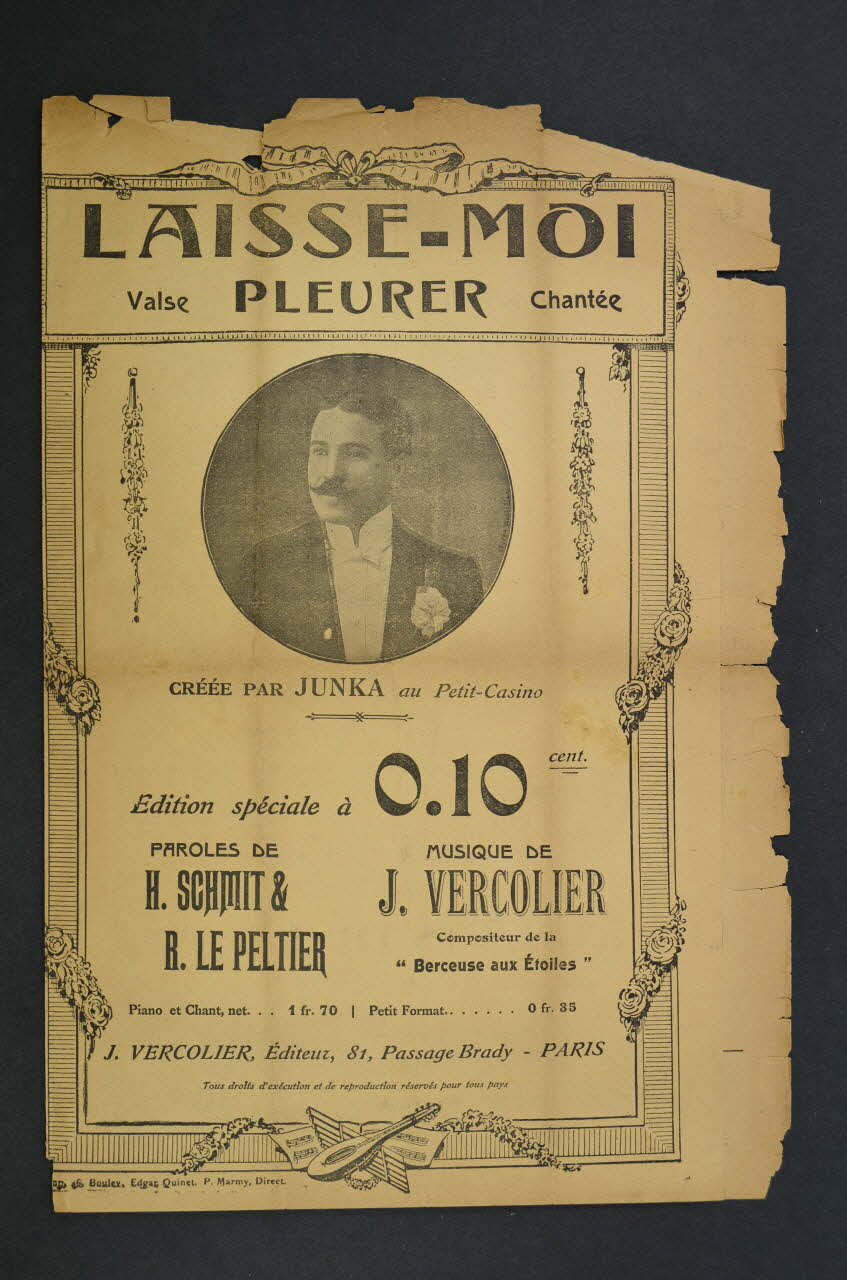 LAISSE-MOI
Valse PLEURER Chantée
CRÉÉE PAR JUNKA au Petit-Casino
Edition spéciale à 0.10 cent.
PAROLES DE
H. SCHMIT &
R. LE PELTIER
MUSIQUE DE
J. VERCOLIER
Compositeur de la
“ Berceuse aux Étoiles ”
Piano et Chant, net. . . 1 fr. 70 | Petit Format. . . . . . . 0 fr. 35
J. VERCOLIER, Éditeur, 81, Passage Brady - PARIS
Tous droits d'exécution et de reproduction réservés pour tous pays
Edgar Quinet. P. Marmy, Direct.